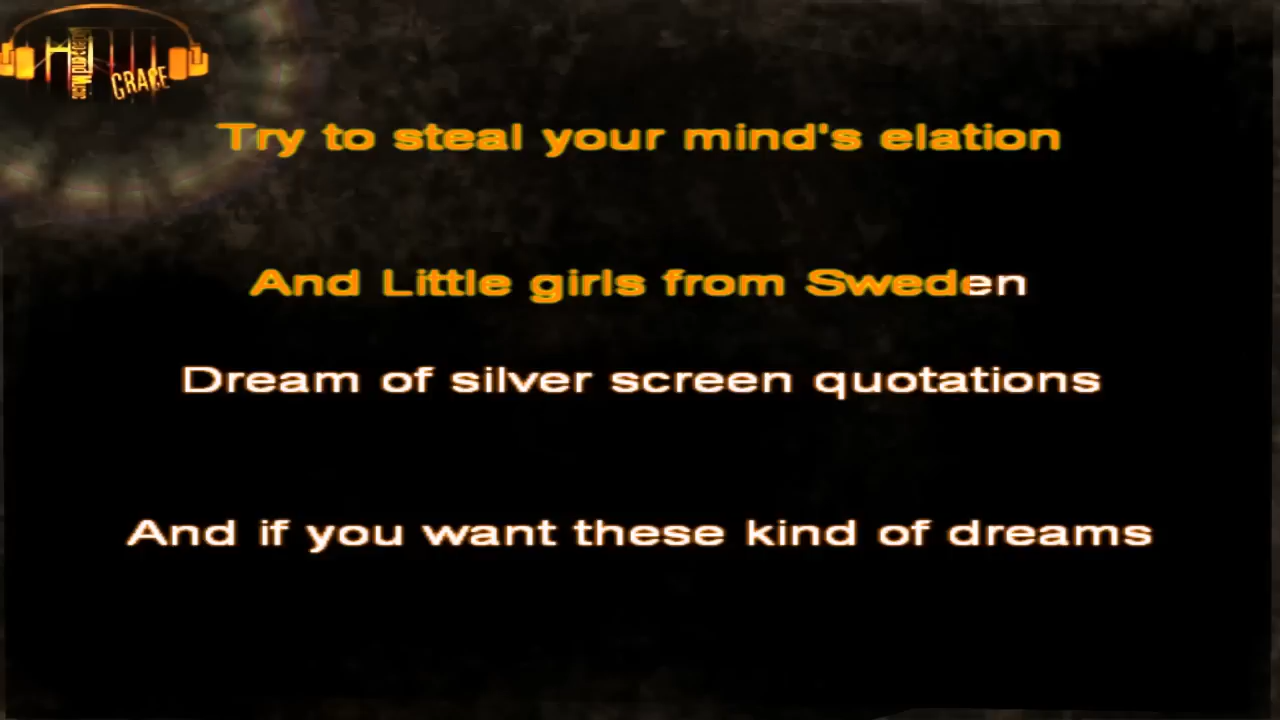 GRACE
Try to steal your mind's elation
And Little girls from Sweden
Dream of silver screen quotations
And if you want these kind of dreams